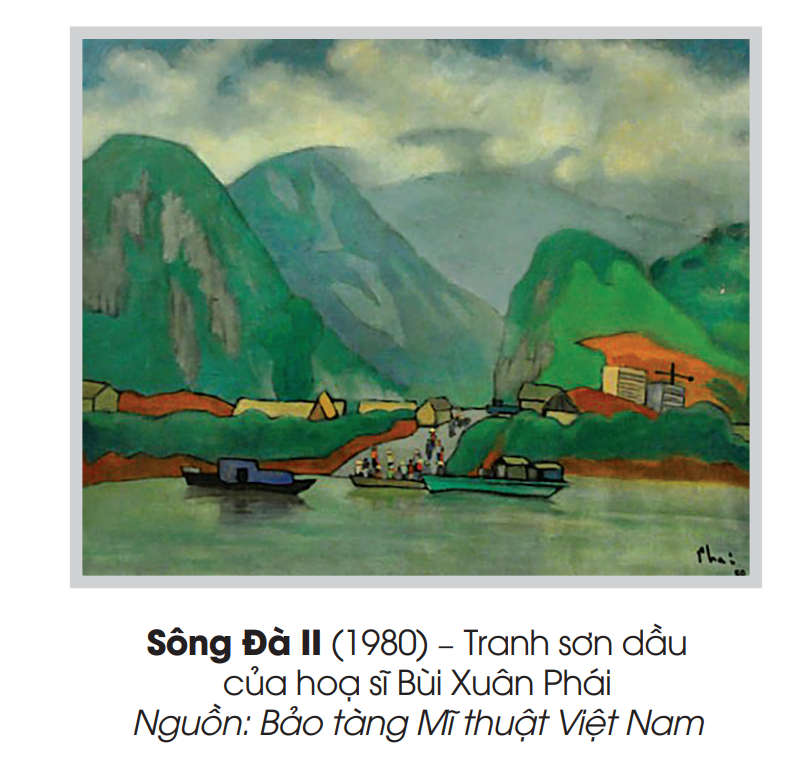 Phái
80
Sông Đà II (1980) – Tranh sơn dầu
của hoạ sĩ Bùi Xuân Phái
Nguồn: Bảo tàng Mĩ thuật Việt Nam